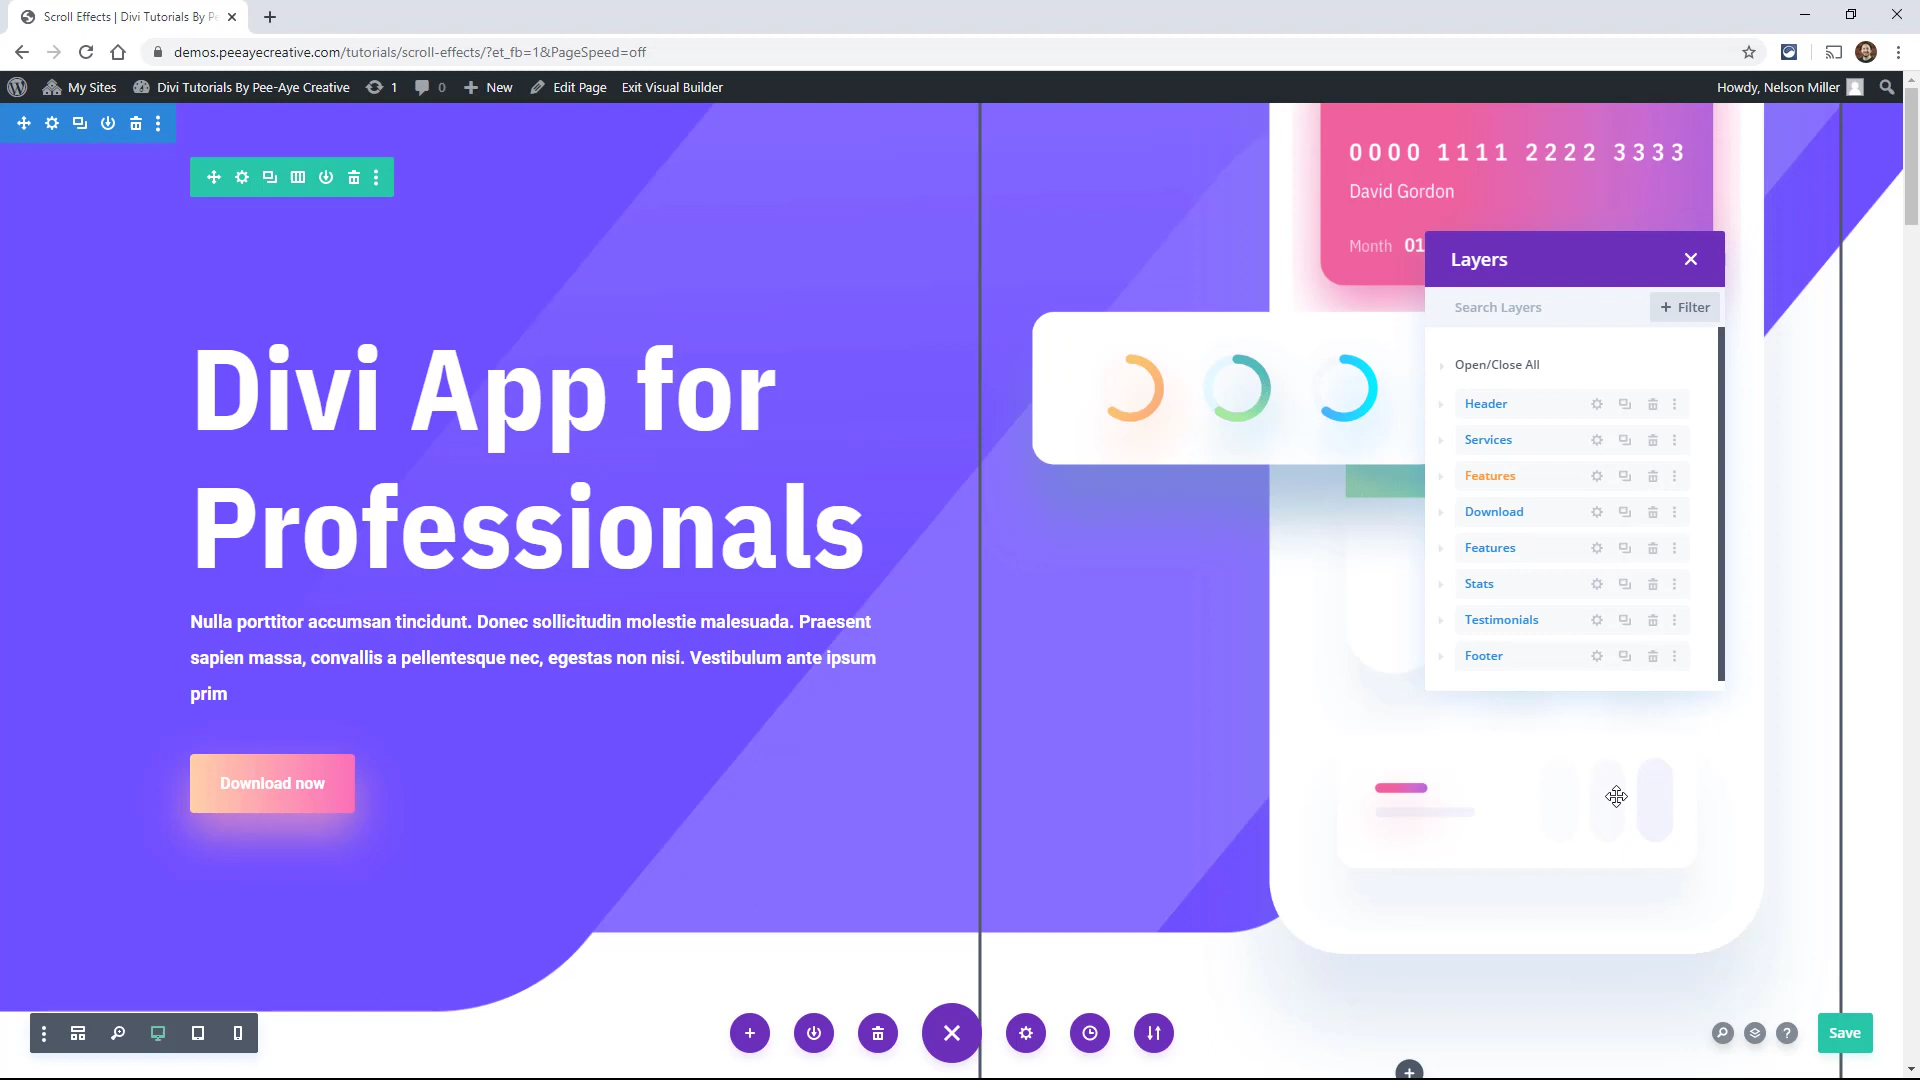 Scroll Effects | Divi Tutorials By Pe
demos.peeayecreative.com/tutorials/scroll-effects/?et_fb=1&PageSpeed=off
My Sites
Divi Tutorials By Pee-Aye Creative
1
0
New
Edit Page
Exit Visual Builder
Howdy, Nelson Miller
0000 1111 2222 3333
David Gordon
Month 01
Layers
Search Layers
+ Filter
Open/Close All
Header
Services
Features
Download
Features
Stats
Testimonials
Footer
Divi App for
Professionals
Nulla porttitor accumsan tincidunt. Donec sollicitudin molestie malesuada. Praesent
sapien massa, convallis a pellentesque nec, egestas non nisi. Vestibulum ante ipsum
prim
Download now
Save